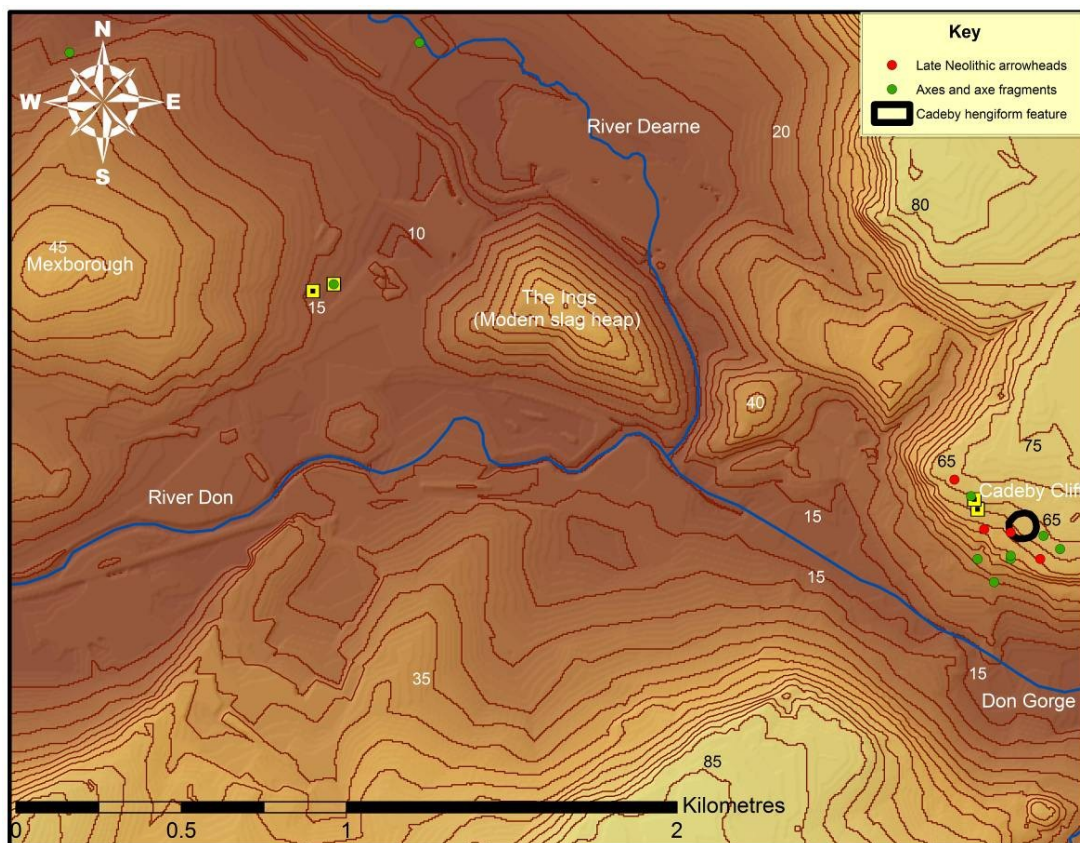 N
W E
S
Key
Late Neolithic arrowheads
Axes and axe fragments
Cadeby hengiform feature
River Dearne
20
80
45
Mexborough
10
15
The Ings
(Modern slag heap)
40
75
65
Cadeby Cliff
65
River Don
15
15
15
35
Don Gorge
85
Kilometres
0 0.5 1 2